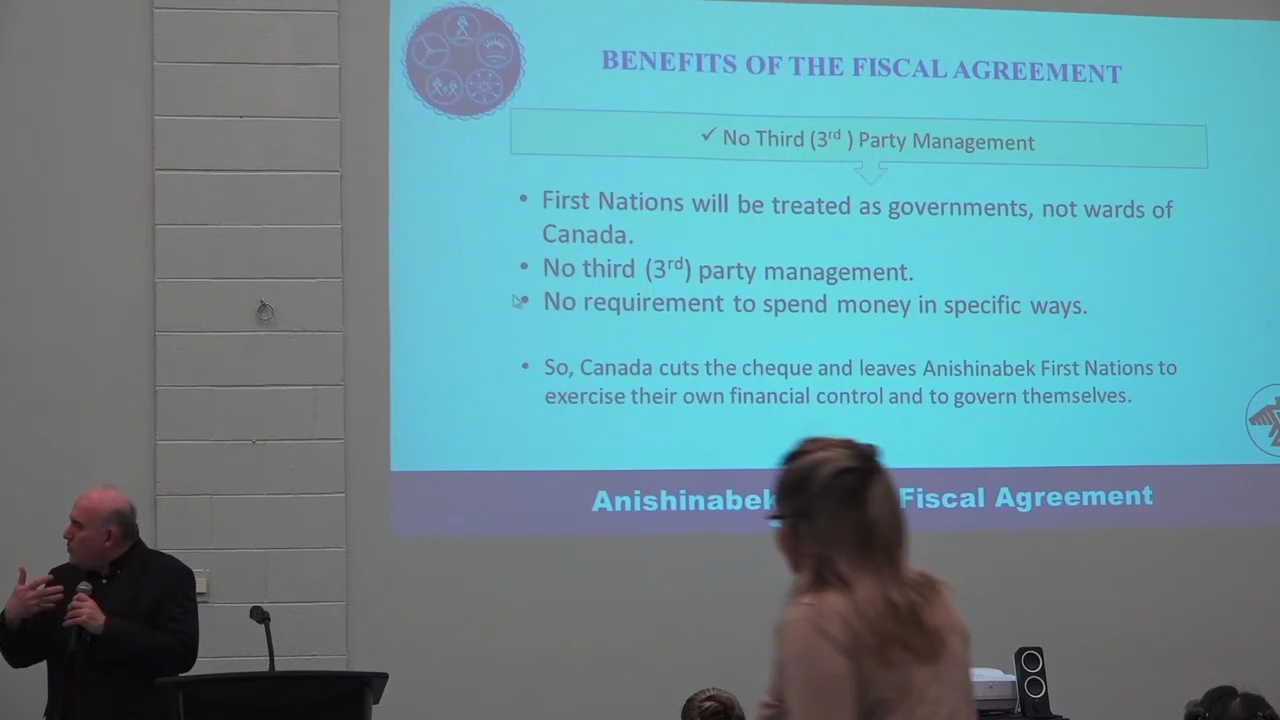 BENEFITS OF THE FISCAL AGREEMENT
✓ No Third (3rd ) Party Management
• First Nations will be treated as governments, not wards of
Canada.
• No third (3rd) party management.
• No requirement to spend money in specific ways.
• So, Canada cuts the cheque and leaves Anishinabek First Nations to
exercise their own financial control and to govern themselves.
Anishinabek Fiscal Agreement